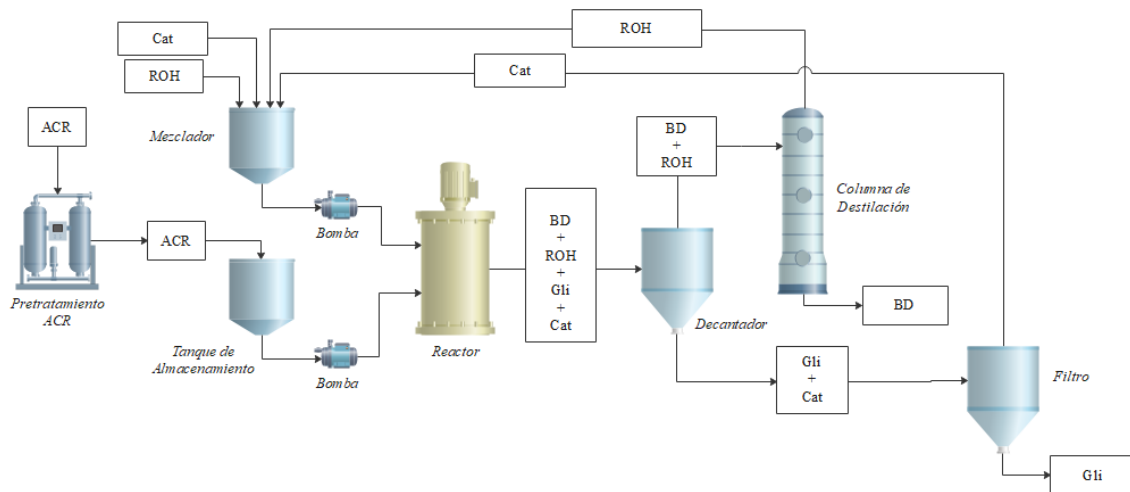 Cat
ROH
ROH
Cat
ACR
Mezclador
BD
+
ROH
Columna de
Destilación
Bomba
ACR
BD
+
ROH
+
Gli
+
Cat
Pretratamiento
ACR
Tanque de
Almacenamiento
Bomba
Reactor
Decantador
BD
Gli
+
Cat
Filtro
Gli